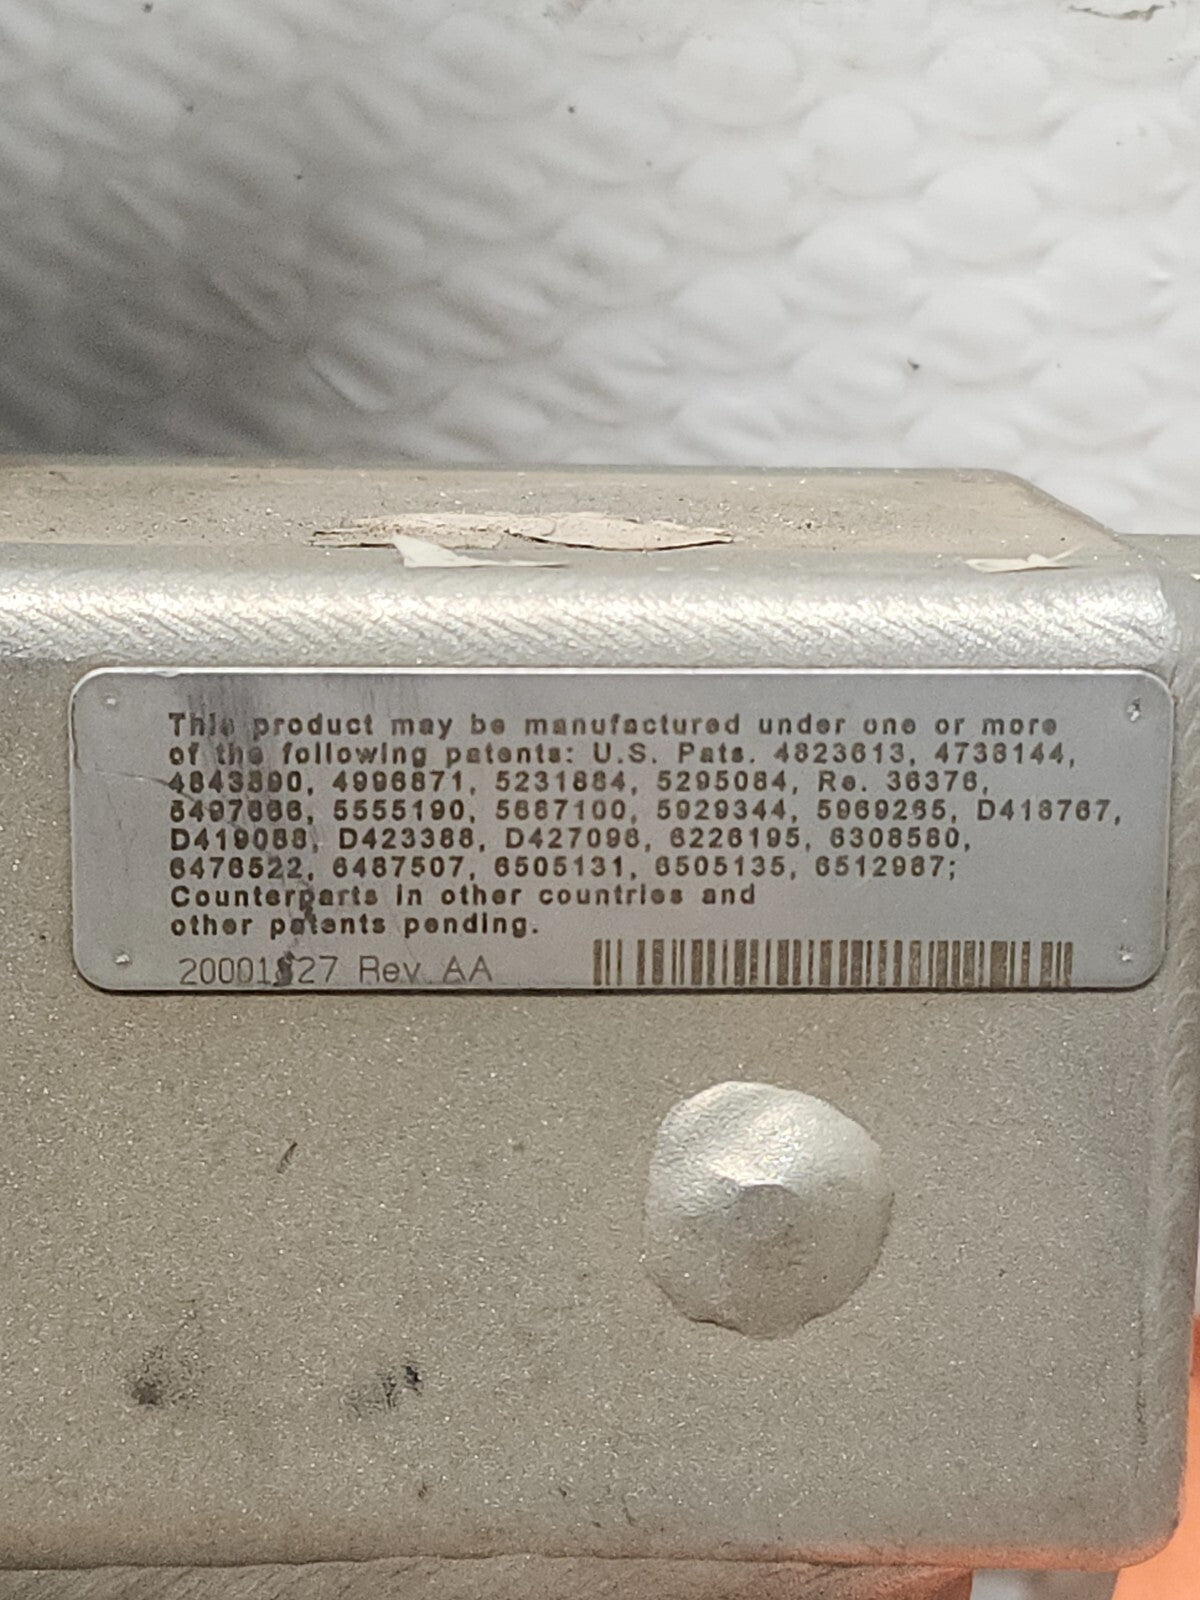 This product may be manufactured under one or more
of the following patents: U.S. Pats. 4823613, 4738144,
4843890, 4996871, 5231884, 5295084, Re. 36376,
5497666, 5555190, 5687100, 5929344, 5969265, D418767,
D419088, D423388, D427096, 6226195, 6308580,
6476522, 6487507, 6505131, 6505135, 6512987;
Counterparts in other countries and
other patents pending.
Rev. AA